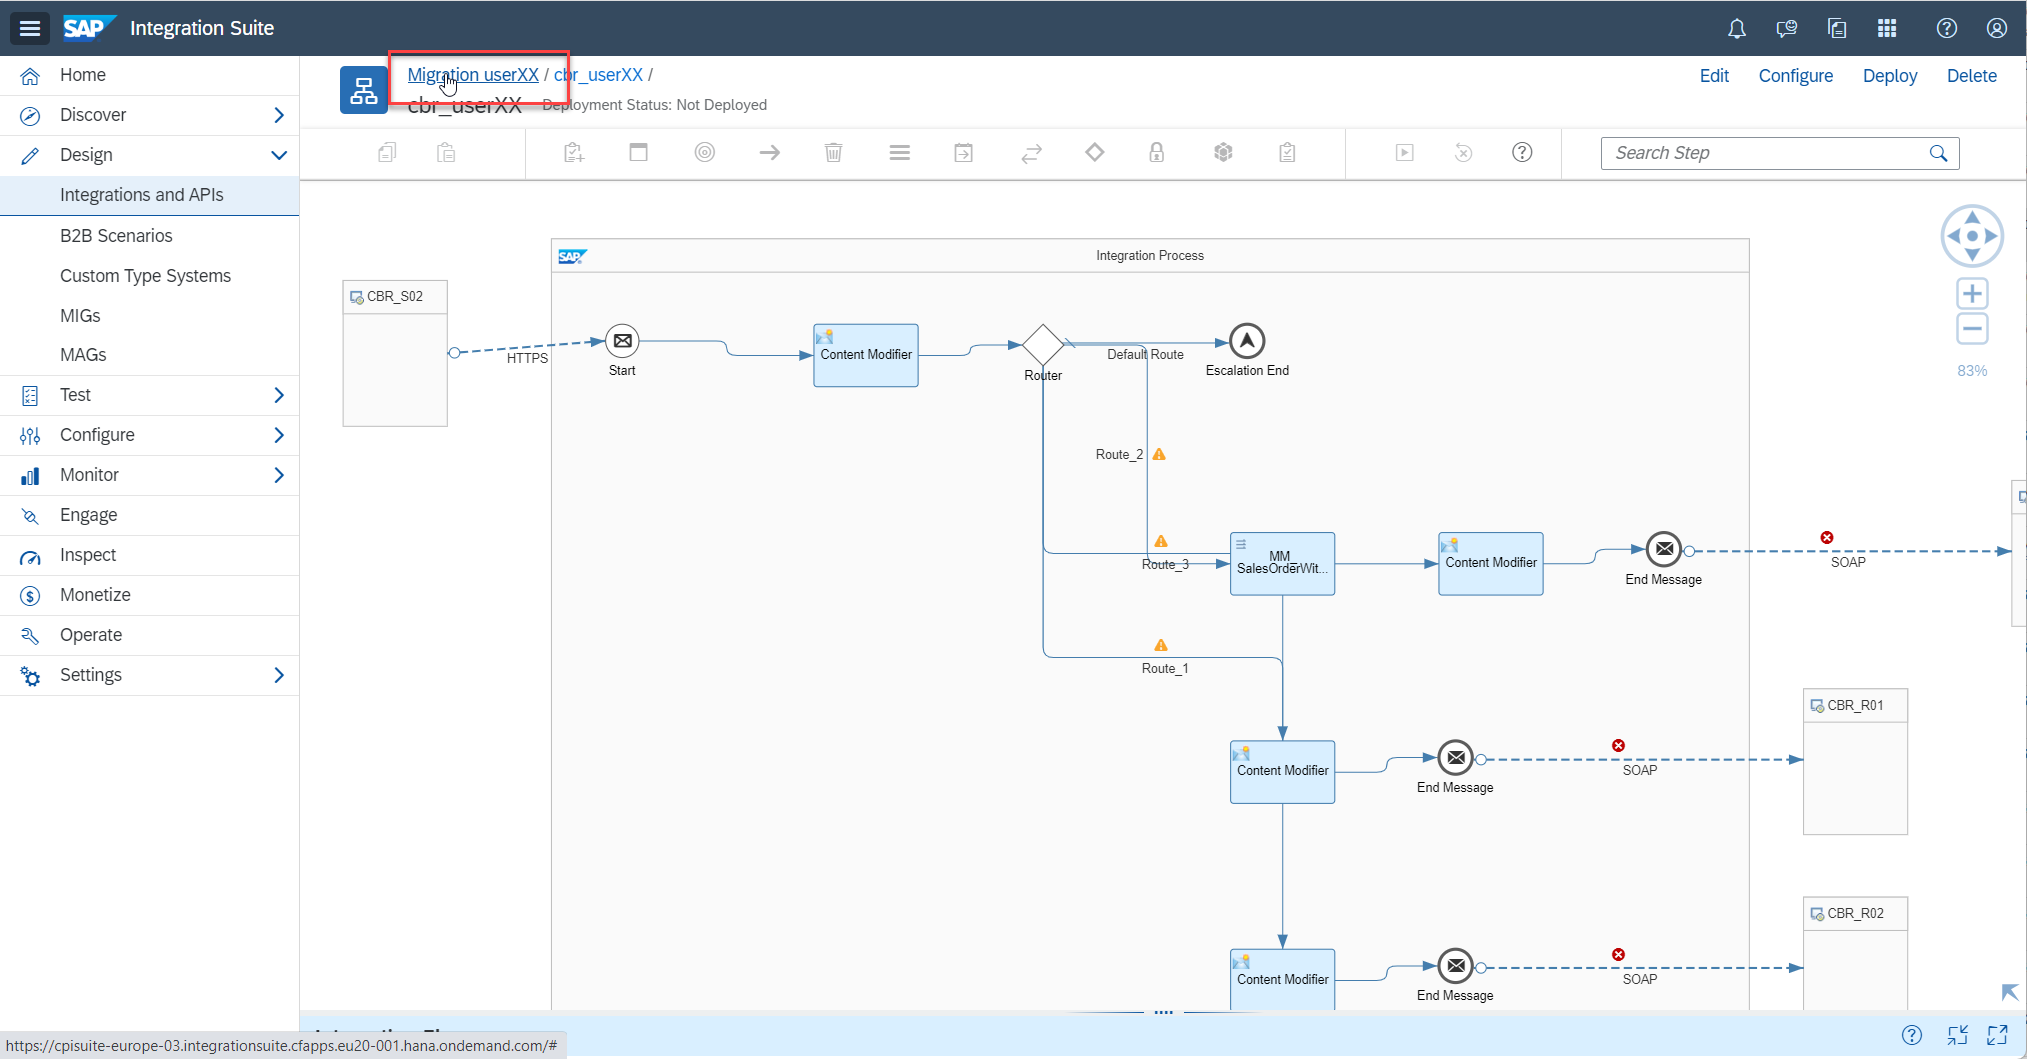 SAP Integration Suite
Home
Discover
Design
Integrations and APIs
B2B Scenarios
Custom Type Systems
MIGs
MAGs
Test
Configure
Monitor
Engage
Inspect
Monetize
Operate
Settings
Migration userXX / cbr_userXX /
cbr_userXX Deployment Status: Not Deployed
Edit Configure Deploy Delete
Search Step
83%
SAP Integration Process
CBR_S02
HTTPS
Start
Content Modifier
Router
Default Route
Escalation End
Route_2
Route_3
MM_
SalesOrderWit...
Content Modifier
End Message
SOAP
Route_1
Content Modifier
End Message
SOAP
CBR_R01
Content Modifier
End Message
SOAP
CBR_R02
https://cpisuite-europe-03.integrationsuite.cfapps.eu20-001.hana.ondemand.com/#